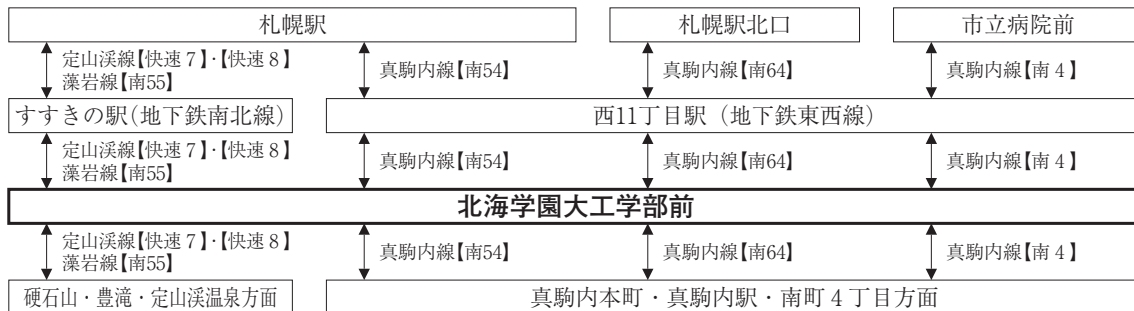 札幌駅
札幌駅北口
市立病院前
定山渓線【快速7】・【快速8】
藻岩線【南55】
真駒内線【南54】
真駒内線【南64】
真駒内線【南4】
すすきの駅(地下鉄南北線)
西11丁目駅(地下鉄東西線)
定山渓線【快速7】・【快速8】
藻岩線【南55】
真駒内線【南54】
真駒内線【南64】
真駒内線【南4】
北海学園大工学部前
定山渓線【快速7】・【快速8】
藻岩線【南55】
真駒内線【南54】
真駒内線【南64】
真駒内線【南4】
硬石山・豊滝・定山渓温泉方面
真駒内本町・真駒内駅・南町4丁目方面